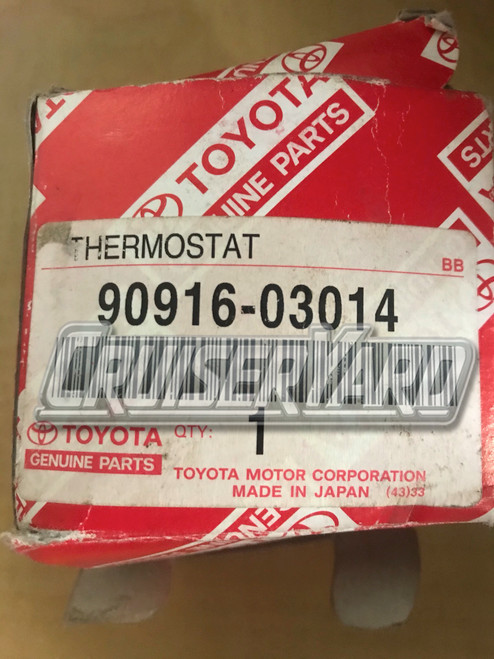 TOYOTA
GENUINE PARTS
THERMOSTAT
BB
90916-03014
CRUISERYARD
TOYOTA
GENUINE PARTS
QTY:
1
TOYOTA MOTOR CORPORATION
MADE IN JAPAN (43)33